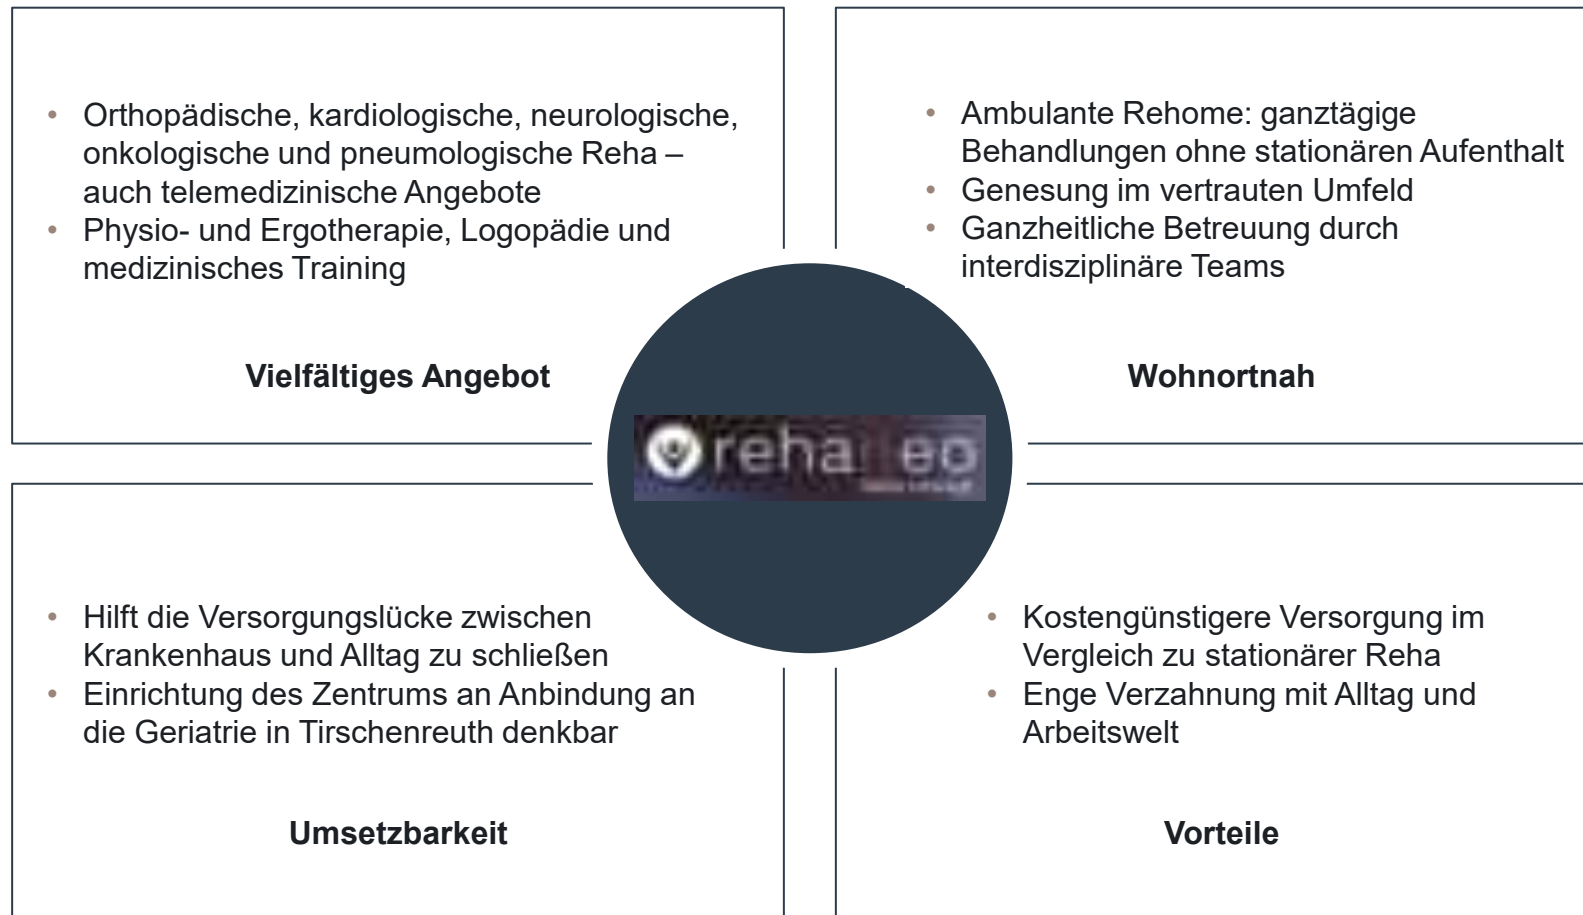 • Orthopädische, kardiologische, neurologische,
onkologische und pneumologische Reha –
auch telemedizinische Angebote
• Physio- und Ergotherapie, Logopädie und
medizinisches Training
Vielfältiges Angebot
• Ambulante Rehome: ganztägige
Behandlungen ohne stationären Aufenthalt
• Genesung im vertrauten Umfeld
• Ganzheitliche Betreuung durch
interdisziplinäre Teams
Wohnortnah
reha eo
• Hilft die Versorgungslücke zwischen
Krankenhaus und Alltag zu schließen
• Einrichtung des Zentrums an Anbindung an
die Geriatrie in Tirschenreuth denkbar
Umsetzbarkeit
• Kostengünstigere Versorgung im
Vergleich zu stationärer Reha
• Enge Verzahnung mit Alltag und
Arbeitswelt
Vorteile